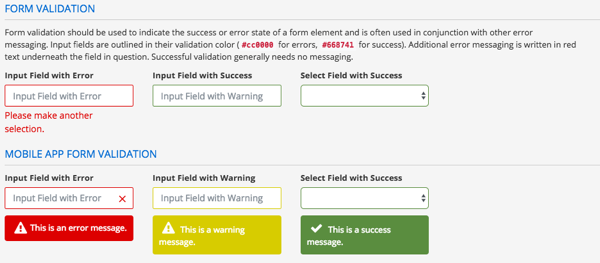 FORM VALIDATION
Form validation should be used to indicate the success or error state of a form element and is often used in conjunction with other error
messaging. Input fields are outlined in their validation color ( #cc0000 for errors, #668741 for success). Additional error messaging is written in red
text underneath the field in question. Successful validation generally needs no messaging.
Input Field with Error
Input Field with Success
Select Field with Success
Input Field with Error
Input Field with Warning
Please make another
selection.
MOBILE APP FORM VALIDATION
Input Field with Error
Input Field with Warning
Select Field with Success
Input Field with Error
Input Field with Warning
This is an error message.
This is a warning
message.
This is a success
message.